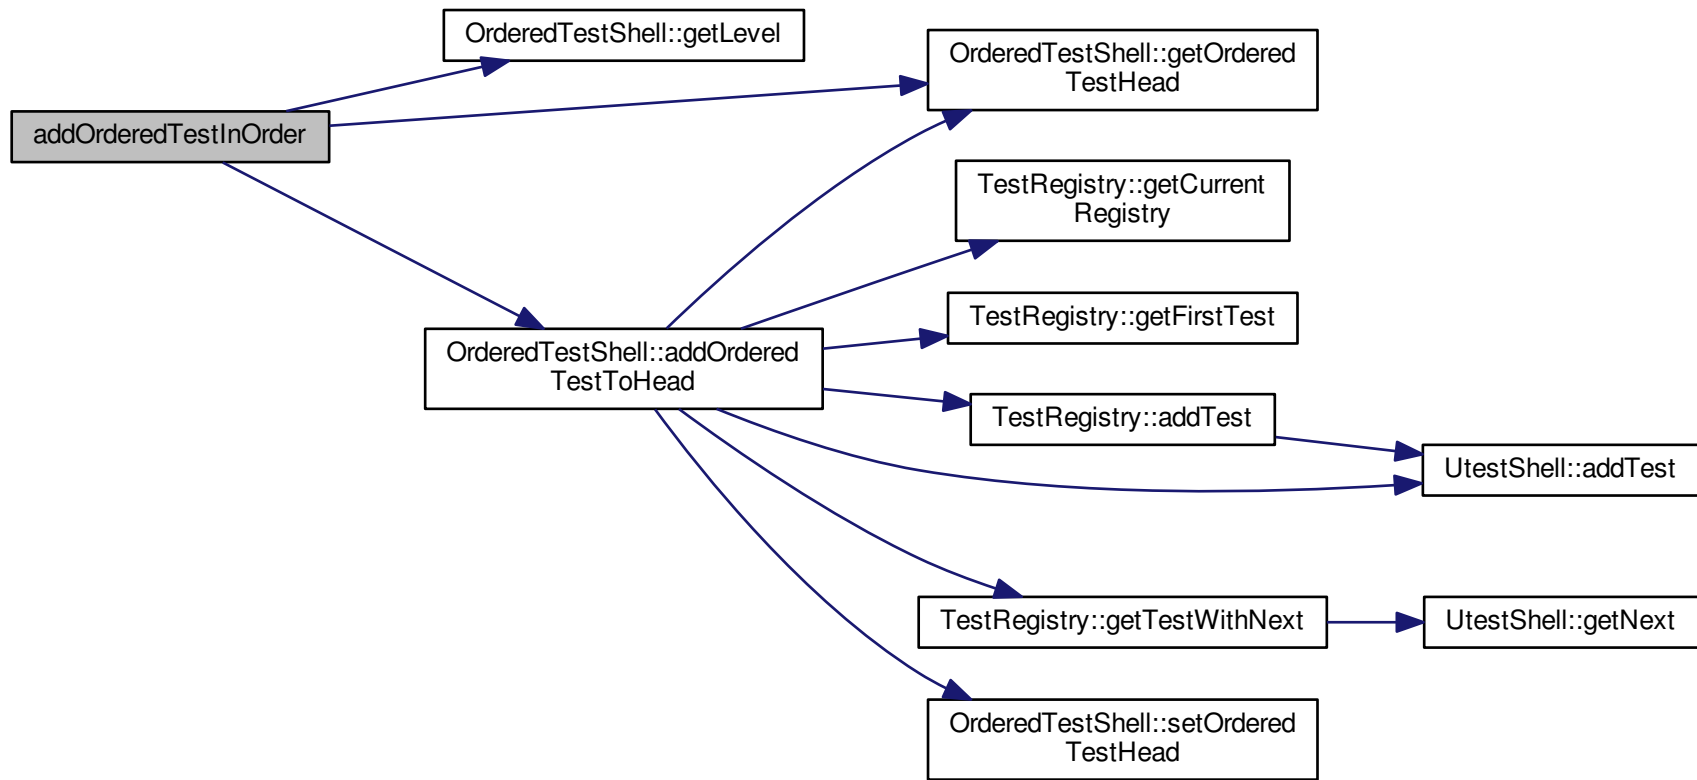 OrderedTestShell::getLevel
OrderedTestShell::getOrdered
TestHead
addOrderedTestInOrder
TestRegistry::getCurrent
Registry
TestRegistry::getFirstTest
OrderedTestShell::addOrdered
TestToHead
TestRegistry::addTest
UtestShell::addTest
TestRegistry::getTestWithNext
UtestShell::getNext
OrderedTestShell::setOrdered
TestHead